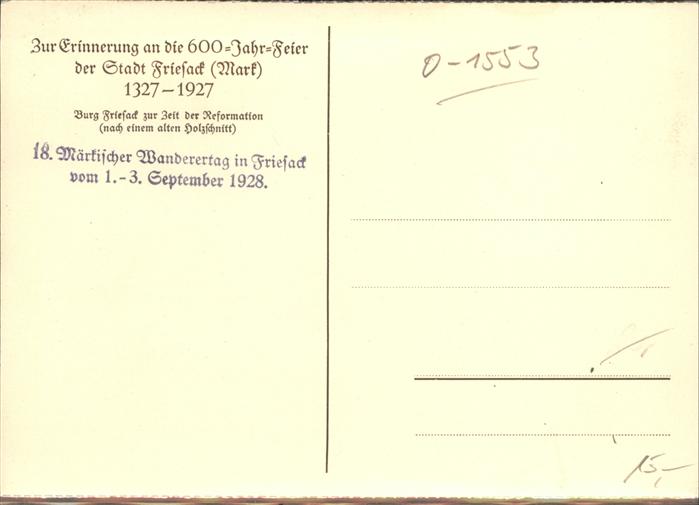 Zur Erinnerung an die 600=Jahr=Feier
der Stadt Friesack (Mark)
1327–1927
Burg Friesack zur Zeit der Reformation
(nach einem alten Holzschnitt)
18. Märkischer Wanderertag in Friesack
vom 1.-3. September 1928.
O-1553
15,-